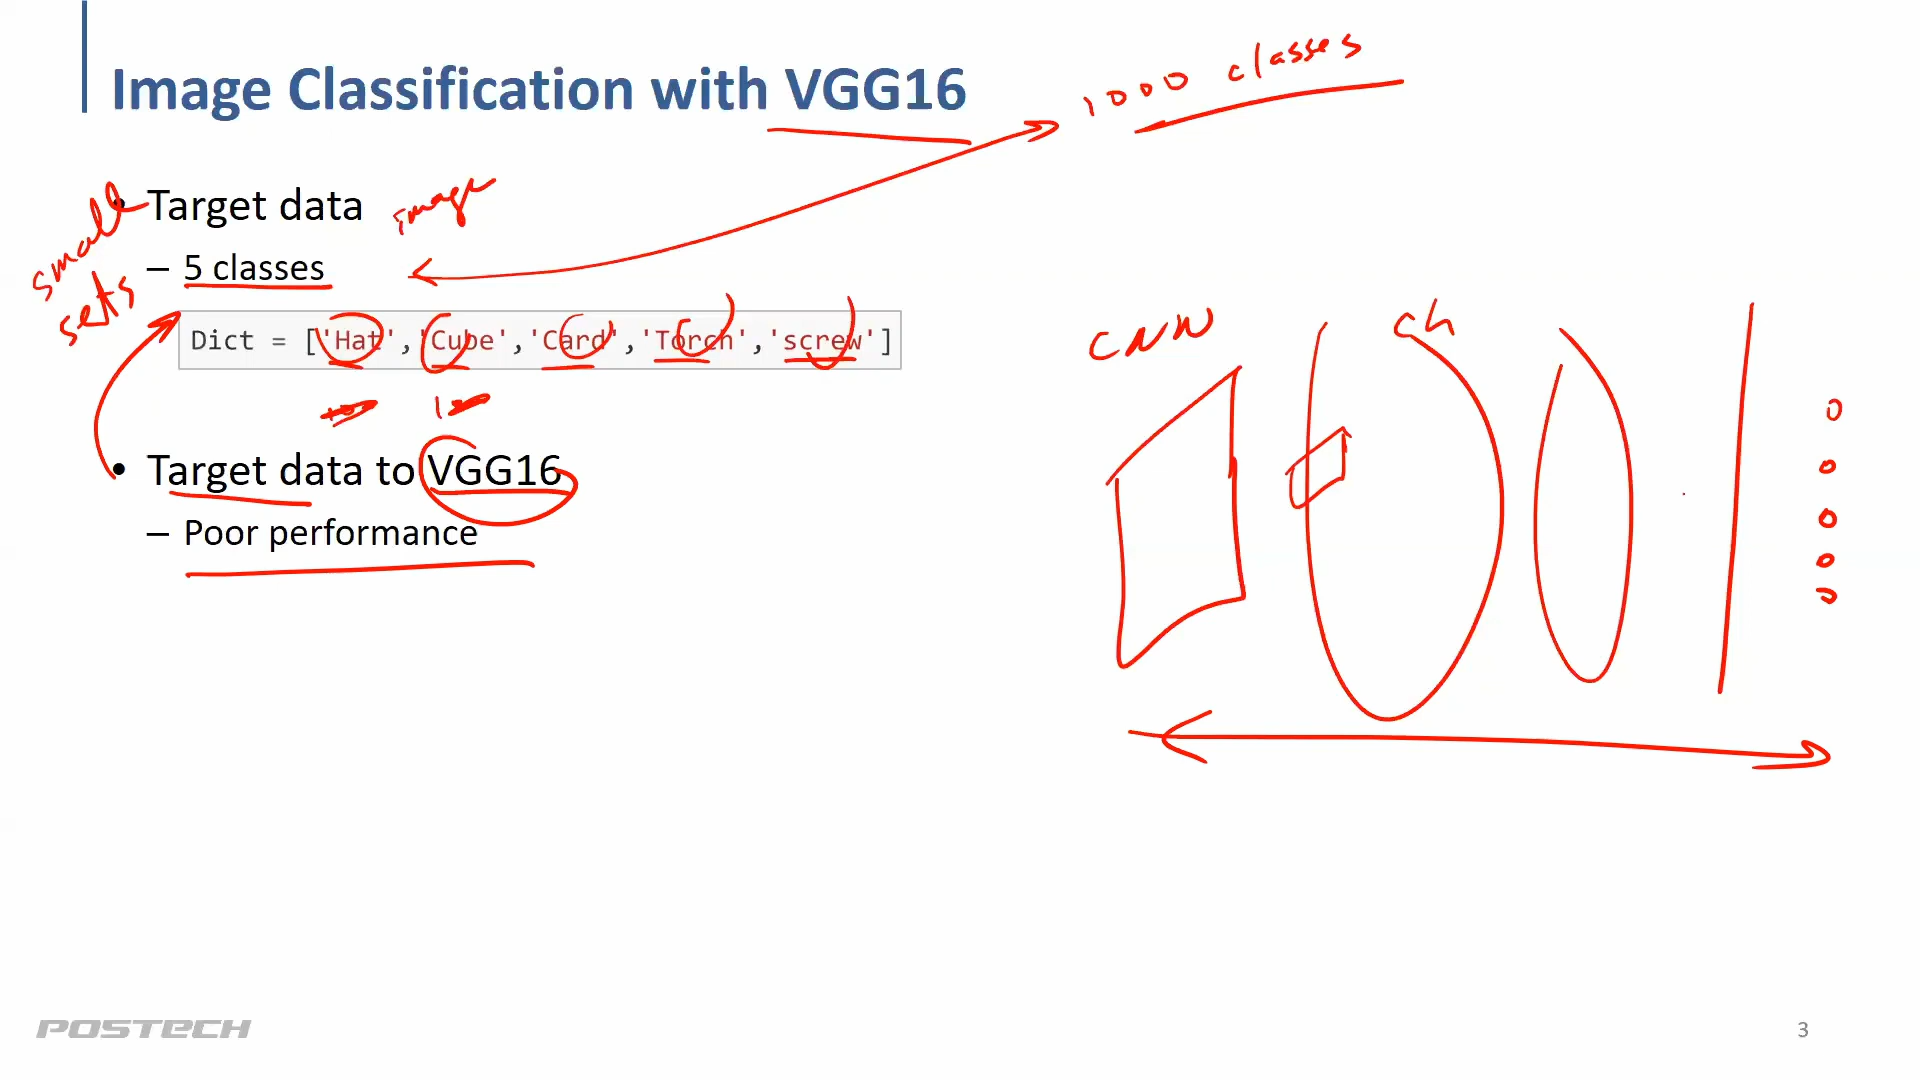 Image Classification with VGG16
1000 classes
• Target data
image
small
sets
– 5 classes
Dict = ['Hat','Cube','Card','Torch','screw']
CNN
ch
• Target data to VGG16
– Poor performance
POSTECH
3